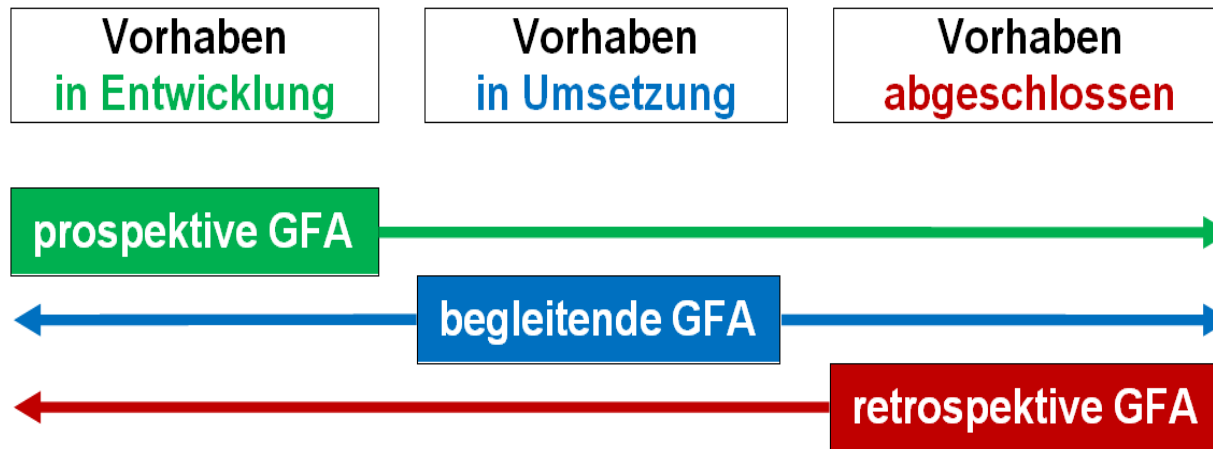 Vorhaben
in Entwicklung
Vorhaben
in Umsetzung
Vorhaben
abgeschlossen
prospektive GFA
begleitende GFA
retrospektive GFA